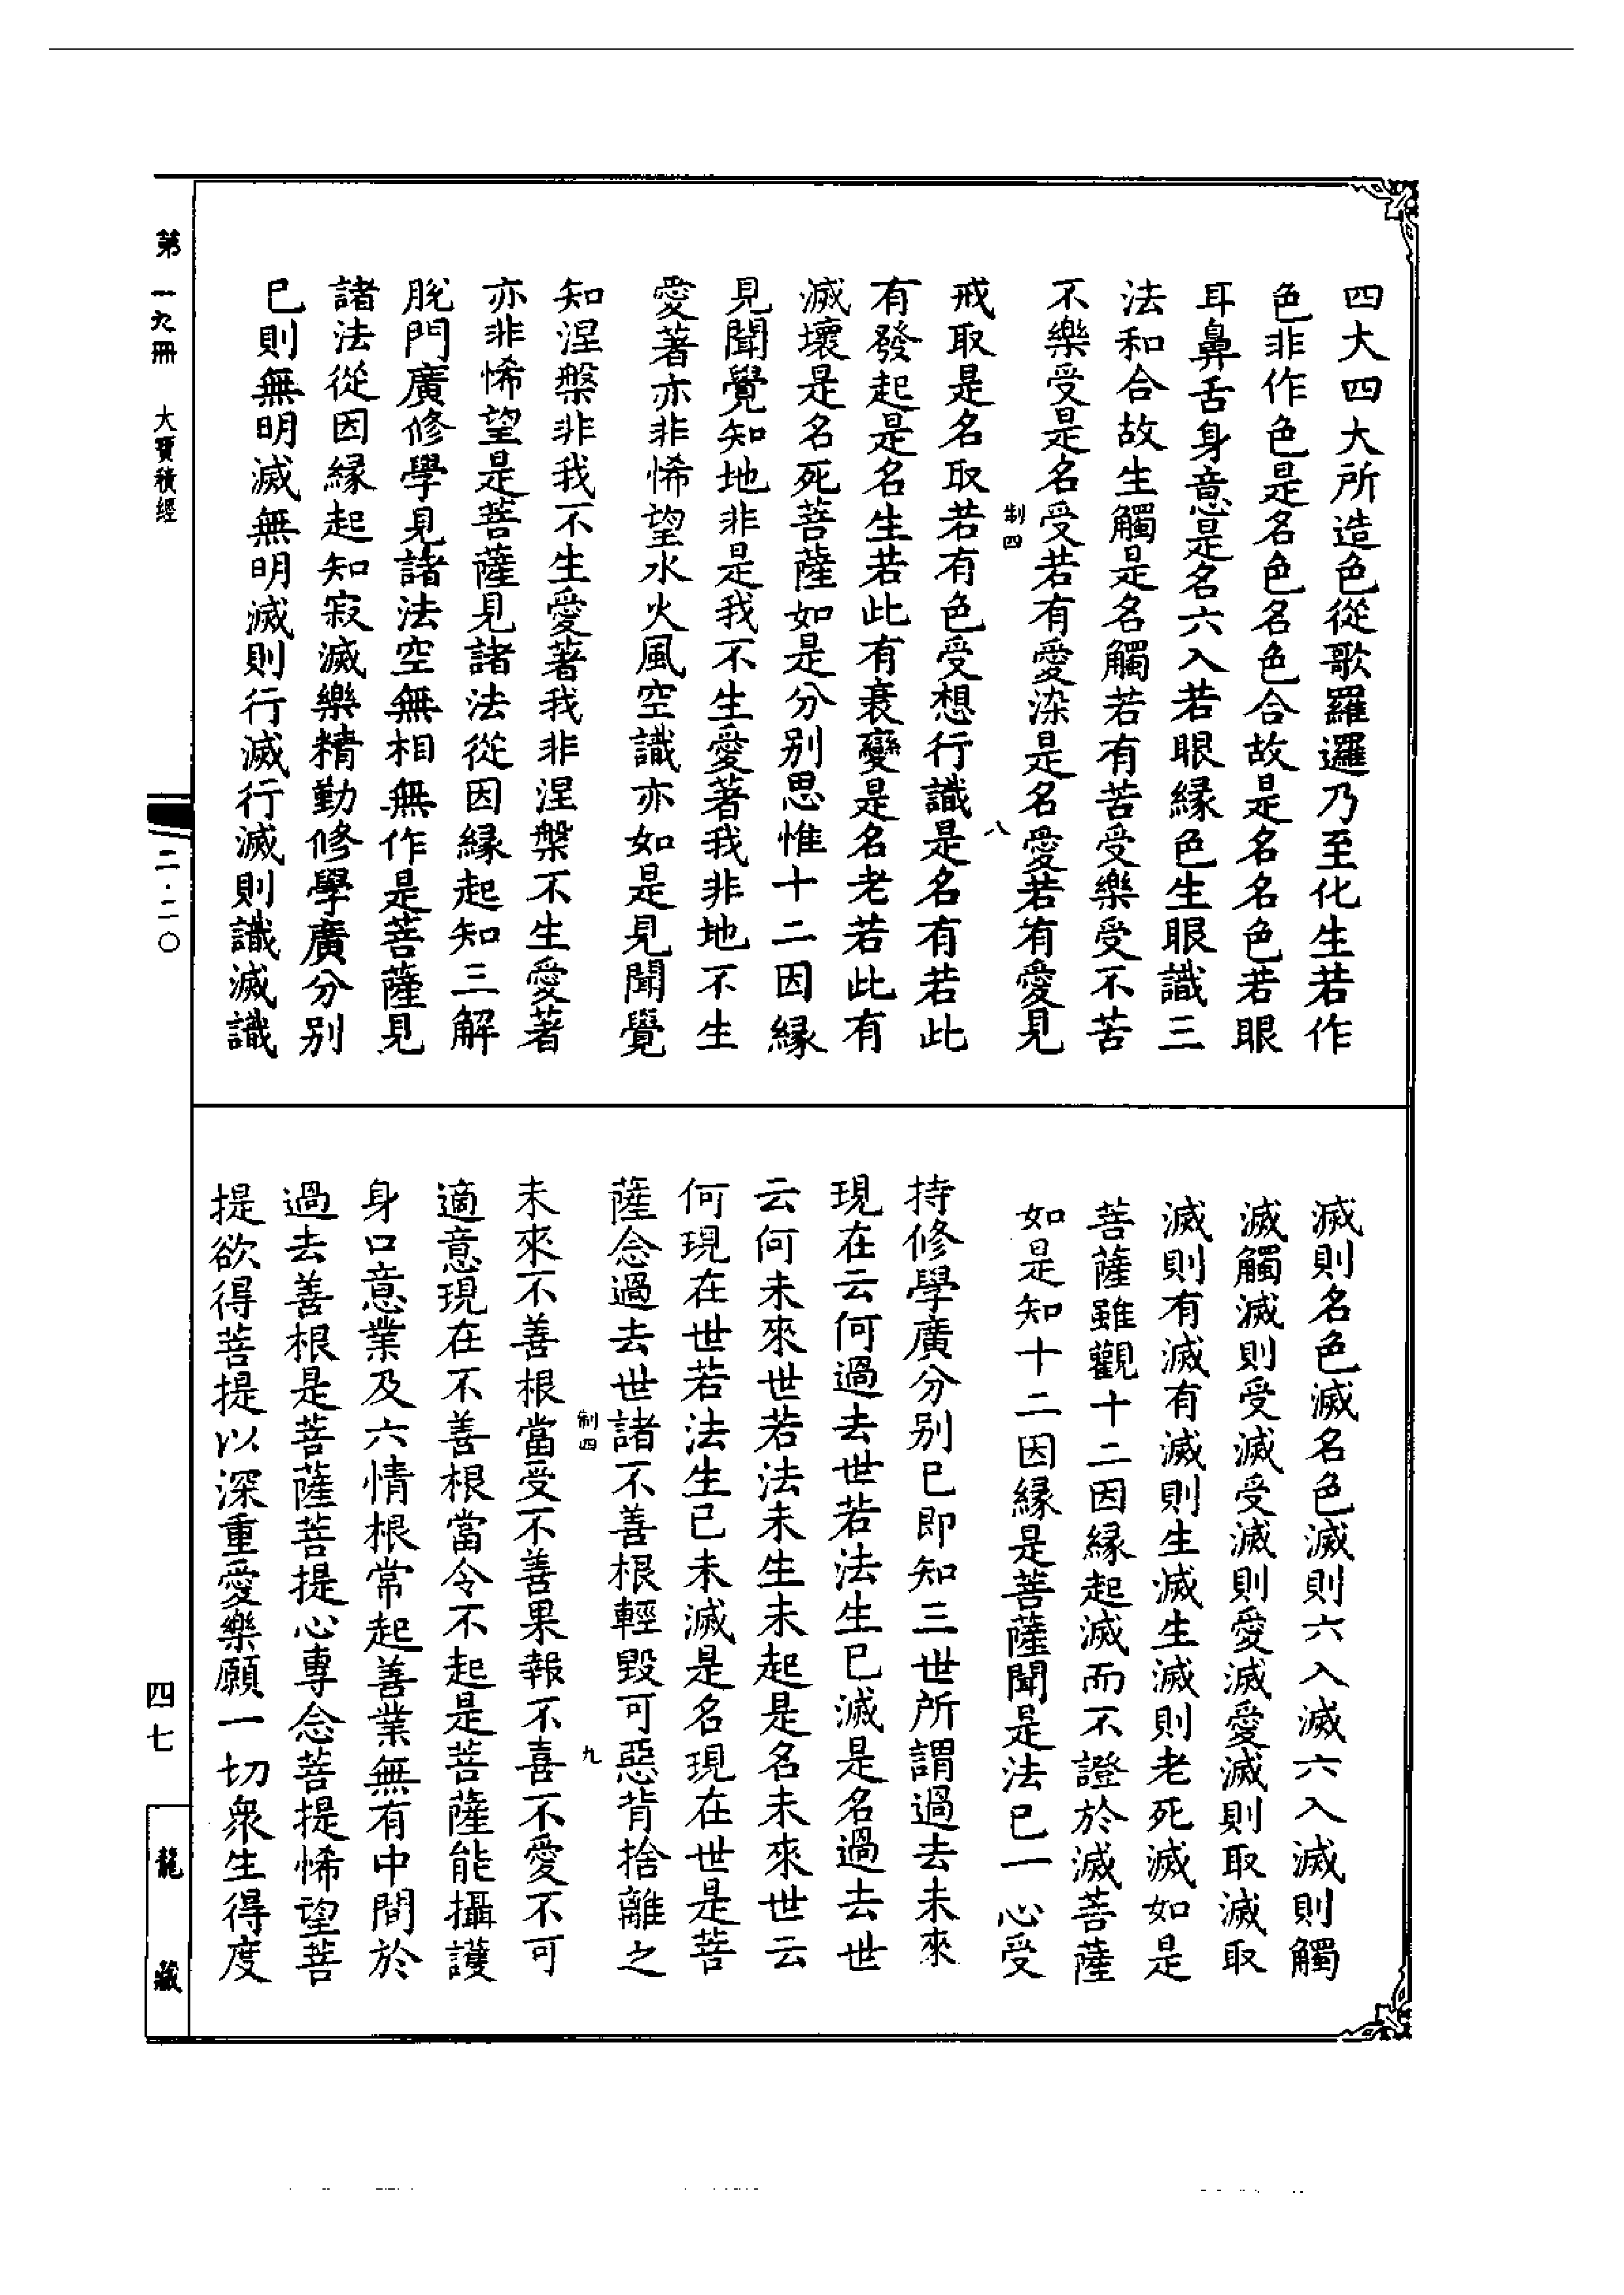 四大四大所造色從歌羅邏乃至化生若作
色非作色是名色名色合故是名名色若眼
耳鼻舌身意是名六入若眼緣色生眼識三
法和合故生觸是名觸若有苦受樂受不苦
不樂受是名受若有愛染是名愛若有愛見
制四
八
戒取是名取若有色受想行識是名有若此
有發起是名生若此有衰變是名老若此有
滅壞是名死菩薩如是分别思惟十二因緣
見聞覺知地非是我不生愛著我非地不生
愛著亦非悕望水火風空識亦如是見聞覺
知涅槃非我不生愛著我非涅槃不生愛著
亦非悕望是菩薩見諸法從因緣起知三解
脫門廣修學見諸法空無相無作是菩薩見
諸法從因緣起知寂滅樂精勤修學廣分别
已則無明滅無明滅則行滅行滅則識滅識
滅則名色滅名色滅則六入滅六入滅則觸
滅觸滅則受滅受滅則愛滅愛滅則取滅取
滅則有滅有滅則生滅生滅則老死滅如是
菩薩雖觀十二因緣起滅而不證於滅菩薩
如是知十二因緣是菩薩聞是法已一心受
持修學廣分别已即知三世所謂過去未來
現在云何過去世若法生已滅是名過去世
云何未來世若法未生未起是名未來世云
何現在世若法生已未滅是名現在世是菩
薩念過去世諸不善根輕毀可惡背捨離之
制四
九
未來不善根當受不善果報不喜不愛不可
適意現在不善根當令不起是菩薩能攝護
身口意業及六情根常起善業無有中間於
過去善根是菩薩菩提心專念菩提悕望菩
提欲得菩提以深重愛樂願一切衆生得度
第一九冊 大寶積經
二·二〇
四七
龍藏